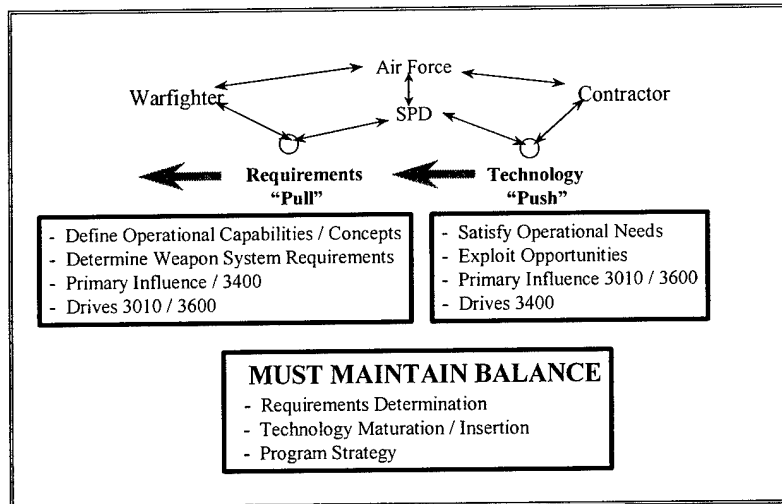 Air Force
Warfighter
Contractor
SPD
Requirements
"Pull"
Technology
"Push"
- Define Operational Capabilities / Concepts
- Determine Weapon System Requirements
- Primary Influence / 3400
- Drives 3010 / 3600
- Satisfy Operational Needs
- Exploit Opportunities
- Primary Influence 3010 / 3600
- Drives 3400
MUST MAINTAIN BALANCE
- Requirements Determination
- Technology Maturation / Insertion
- Program Strategy